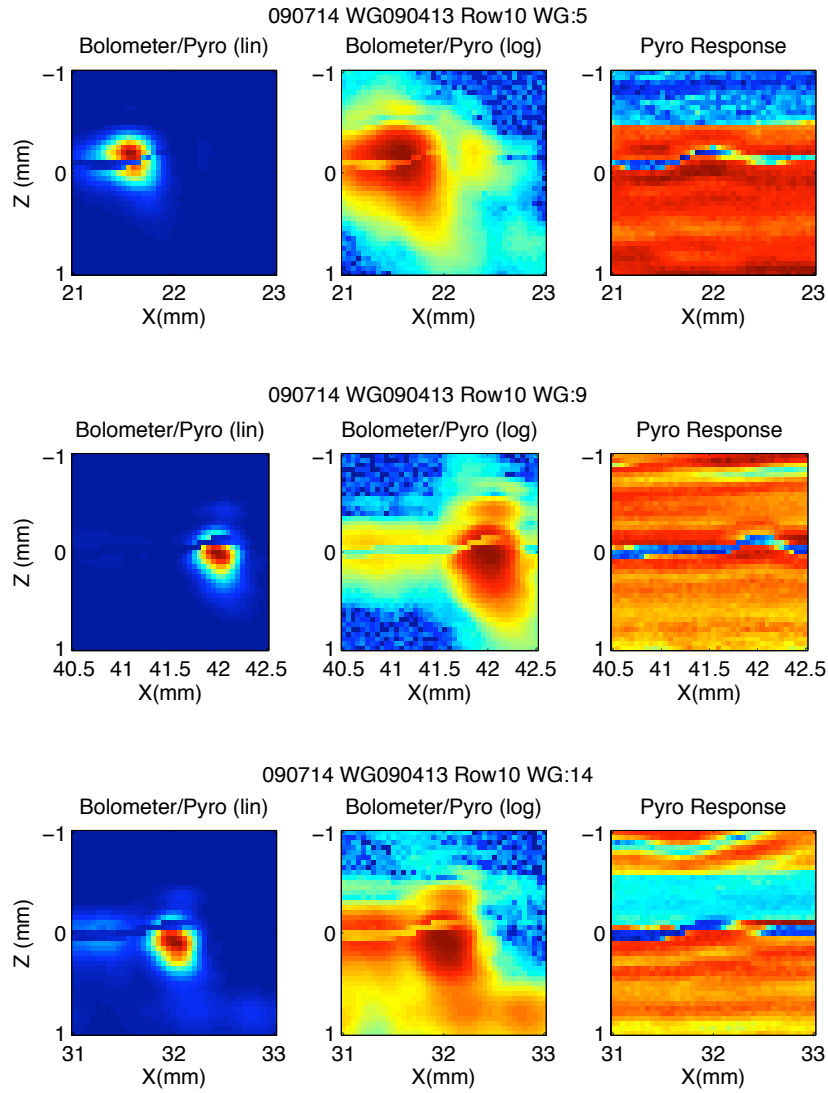 090714 WG090413 Row10 WG:5
Bolometer/Pyro (lin) Bolometer/Pyro (log) Pyro Response
−1 −1 −1
Z (mm)
0 0 0
1 1 1
21 22 23 21 22 23 21 22 23
X(mm) X(mm) X(mm)
090714 WG090413 Row10 WG:9
Bolometer/Pyro (lin) Bolometer/Pyro (log) Pyro Response
−1 −1 −1
Z (mm)
0 0 0
1 1 1
40.5 41 41.5 42 42.5 40.5 41 41.5 42 42.5 40.5 41 41.5 42 42.5
X(mm) X(mm) X(mm)
090714 WG090413 Row10 WG:14
Bolometer/Pyro (lin) Bolometer/Pyro (log) Pyro Response
−1 −1 −1
Z (mm)
0 0 0
1 1 1
31 32 33 31 32 33 31 32 33
X(mm) X(mm) X(mm)